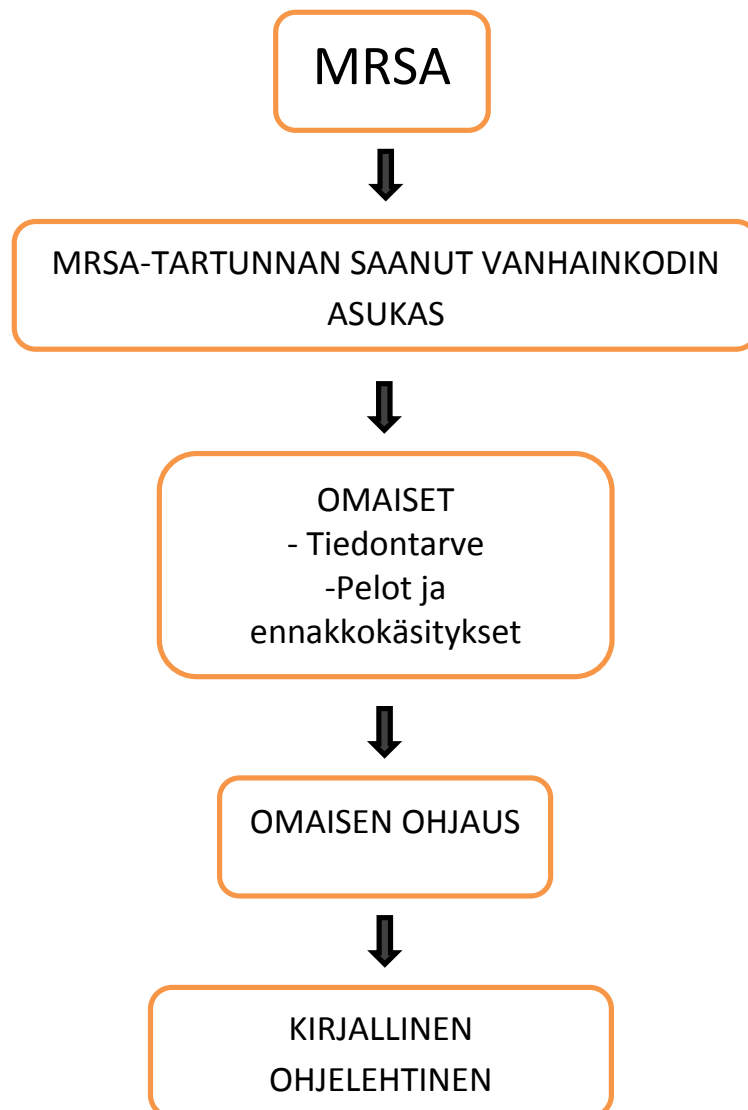 MRSA
MRSA-TARTUNNAN SAANUT VANHAINKODIN
ASUKAS
OMAISET
- Tiedontarve
-Pelot ja
ennakkokäsitykset
OMAISEN OHJAUS
KIRJALLINEN
OHJELEHTINEN